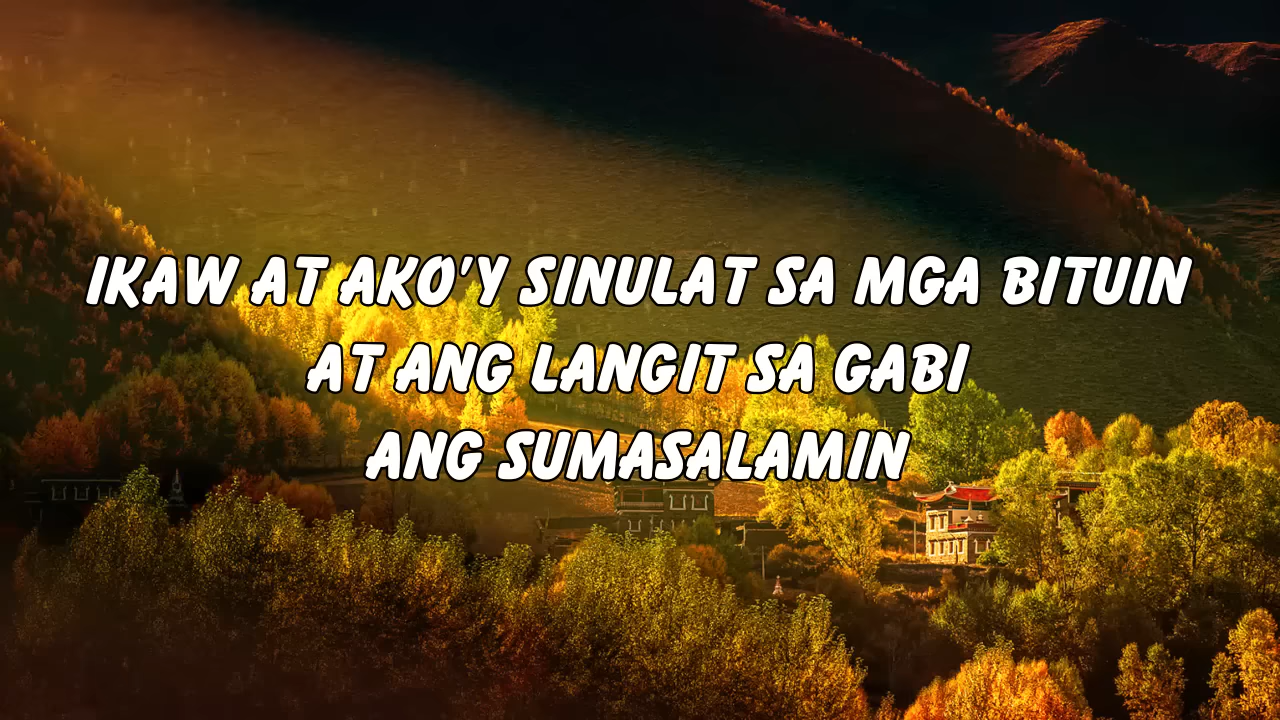 IKAW AT AKO'Y SINULAT SA MGA BITUIN
AT ANG LANGIT SA GABI
ANG SUMASALAMIN